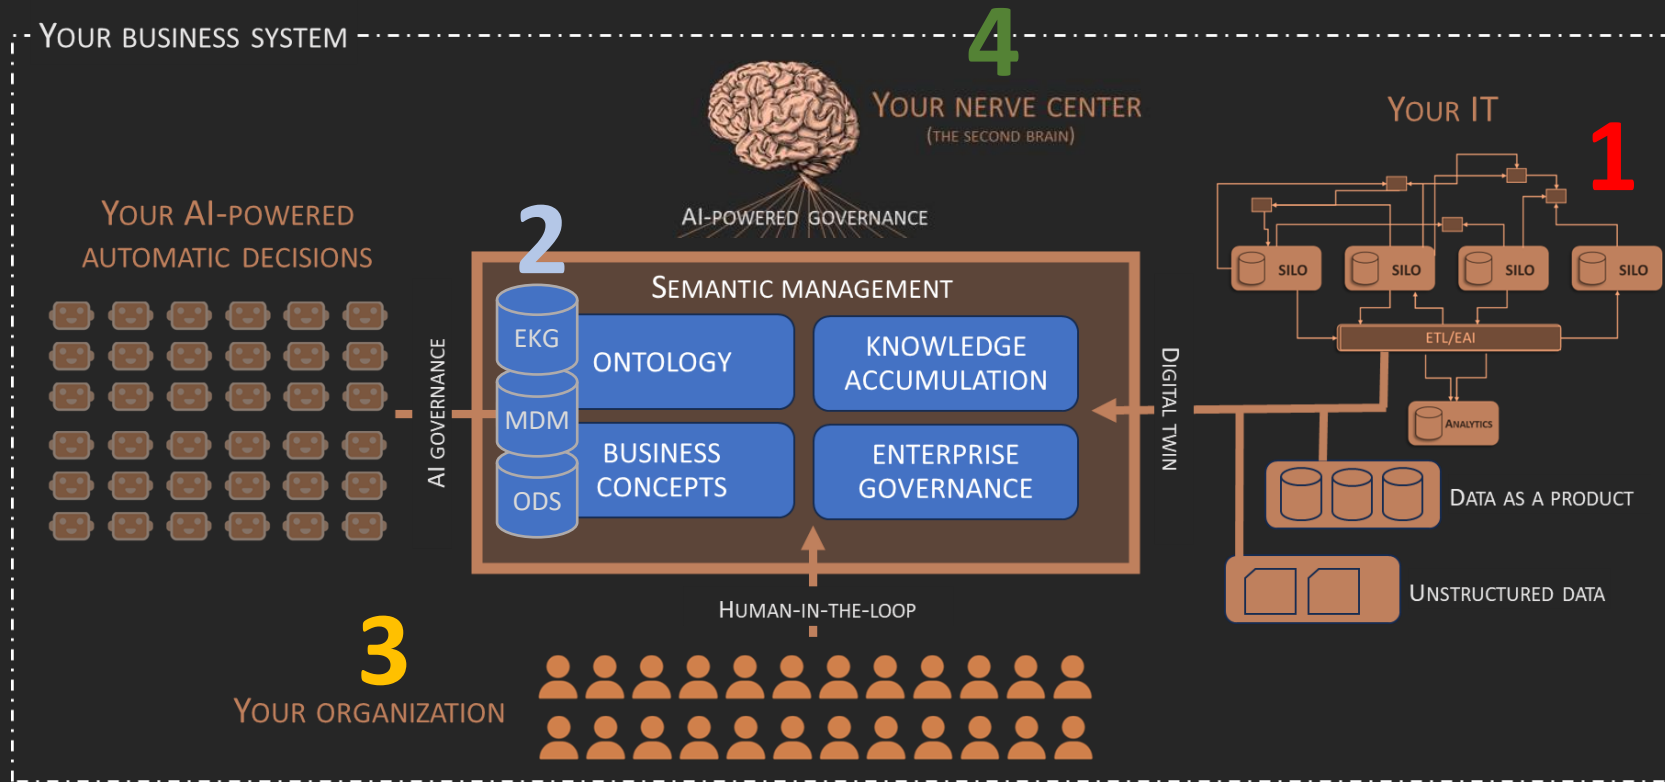 YOUR BUSINESS SYSTEM
4
YOUR NERVE CENTER
(THE SECOND BRAIN)
AI-POWERED GOVERNANCE
YOUR IT
1
SILO
SILO
SILO
SILO
ETL/EAI
ANALYTICS
DATA AS A PRODUCT
UNSTRUCTURED DATA
DIGITAL TWIN
YOUR AI-POWERED
AUTOMATIC DECISIONS
AI GOVERNANCE
2
SEMANTIC MANAGEMENT
EKG
MDM
ODS
ONTOLOGY
KNOWLEDGE
ACCUMULATION
BUSINESS
CONCEPTS
ENTERPRISE
GOVERNANCE
HUMAN-IN-THE-LOOP
3
YOUR ORGANIZATION